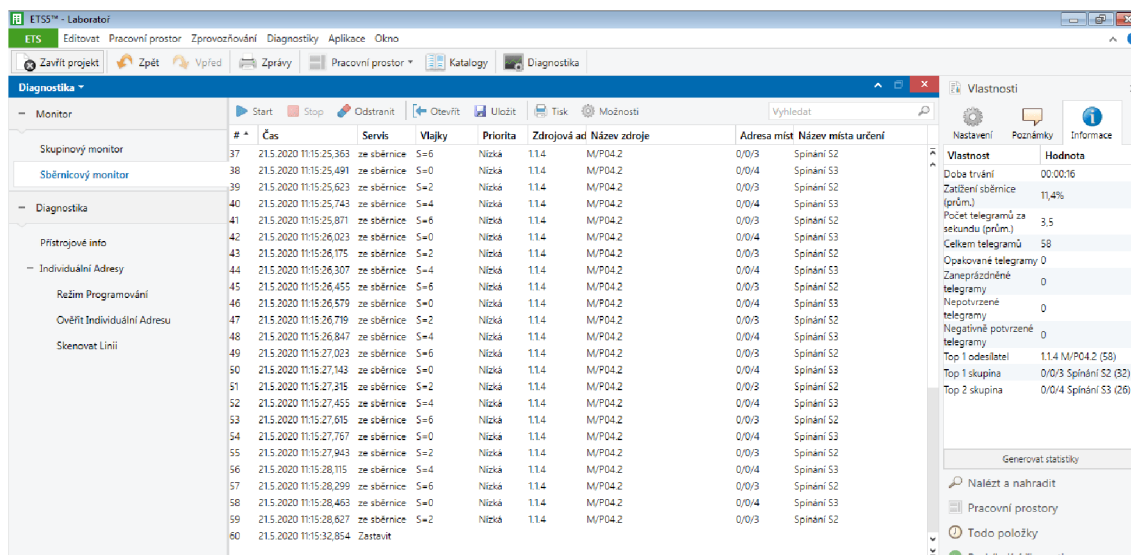 ETS5™ - Laboratoř
ETS Editovat Pracovní prostor Zprovozňování Diagnostiky Aplikace Okno
Zavřít projekt Zpět Vpřed Zprávy Pracovní prostor Katalogy Diagnostika
Diagnostika
Monitor
Skupinový monitor
Sběrnicový monitor
Diagnostika
Přístrojové info
Individuální Adresy
Režim Programování
Ověřit Individuální Adresu
Skenovat Linii
Start Stop Odstranit Otevřít Uložit Tisk Možnosti Vyhledat
# Čas Servis Vlajky Priorita Zdrojová ad Název zdroje Adresa míst Název místa určení
37 21.5.2020 11:15:25,363 ze sběrnice S=6 Nízká 1.1.4 M/P04.2 0/0/3 Spínání S2
38 21.5.2020 11:15:25,491 ze sběrnice S=0 Nízká 1.1.4 M/P04.2 0/0/4 Spínání S3
39 21.5.2020 11:15:25,623 ze sběrnice S=2 Nízká 1.1.4 M/P04.2 0/0/3 Spínání S2
40 21.5.2020 11:15:25,743 ze sběrnice S=4 Nízká 1.1.4 M/P04.2 0/0/4 Spínání S3
41 21.5.2020 11:15:25,871 ze sběrnice S=6 Nízká 1.1.4 M/P04.2 0/0/3 Spínání S2
42 21.5.2020 11:15:26,023 ze sběrnice S=0 Nízká 1.1.4 M/P04.2 0/0/4 Spínání S3
43 21.5.2020 11:15:26,175 ze sběrnice S=2 Nízká 1.1.4 M/P04.2 0/0/3 Spínání S2
44 21.5.2020 11:15:26,307 ze sběrnice S=4 Nízká 1.1.4 M/P04.2 0/0/4 Spínání S3
45 21.5.2020 11:15:26,455 ze sběrnice S=6 Nízká 1.1.4 M/P04.2 0/0/3 Spínání S2
46 21.5.2020 11:15:26,579 ze sběrnice S=0 Nízká 1.1.4 M/P04.2 0/0/4 Spínání S3
47 21.5.2020 11:15:26,719 ze sběrnice S=2 Nízká 1.1.4 M/P04.2 0/0/3 Spínání S2
48 21.5.2020 11:15:26,847 ze sběrnice S=4 Nízká 1.1.4 M/P04.2 0/0/4 Spínání S3
49 21.5.2020 11:15:27,023 ze sběrnice S=6 Nízká 1.1.4 M/P04.2 0/0/3 Spínání S2
50 21.5.2020 11:15:27,143 ze sběrnice S=0 Nízká 1.1.4 M/P04.2 0/0/4 Spínání S3
51 21.5.2020 11:15:27,315 ze sběrnice S=2 Nízká 1.1.4 M/P04.2 0/0/3 Spínání S2
52 21.5.2020 11:15:27,455 ze sběrnice S=4 Nízká 1.1.4 M/P04.2 0/0/4 Spínání S3
53 21.5.2020 11:15:27,615 ze sběrnice S=6 Nízká 1.1.4 M/P04.2 0/0/3 Spínání S2
54 21.5.2020 11:15:27,767 ze sběrnice S=0 Nízká 1.1.4 M/P04.2 0/0/4 Spínání S3
55 21.5.2020 11:15:27,943 ze sběrnice S=2 Nízká 1.1.4 M/P04.2 0/0/3 Spínání S2
56 21.5.2020 11:15:28,115 ze sběrnice S=4 Nízká 1.1.4 M/P04.2 0/0/4 Spínání S3
57 21.5.2020 11:15:28,299 ze sběrnice S=6 Nízká 1.1.4 M/P04.2 0/0/3 Spínání S2
58 21.5.2020 11:15:28,463 ze sběrnice S=0 Nízká 1.1.4 M/P04.2 0/0/4 Spínání S3
59 21.5.2020 11:15:28,627 ze sběrnice S=2 Nízká 1.1.4 M/P04.2 0/0/3 Spínání S2
60 21.5.2020 11:15:32,854 Zastavit
Vlastnosti
Nastavení Poznámky Informace
Vlastnost Hodnota
Doba trvání 00:00:16
Zatížení sběrnice
(prům.) 11,4%
Počet telegramů za
sekundu (prům.) 3,5
Celkem telegramů 58
Opakované telegramy 0
Zaneprázdněné
telegramy 0
Nepotvrzené
telegramy 0
Negativně potvrzené
telegramy 0
Top 1 odesílatel 1.1.4 M/P04.2 (58)
Top 1 skupina 0/0/3 Spínání S2 (32)
Top 2 skupina 0/0/4 Spínání S3 (26)
Generovat statistiky
Nalézt a nahradit
Pracovní prostory
Todo položky